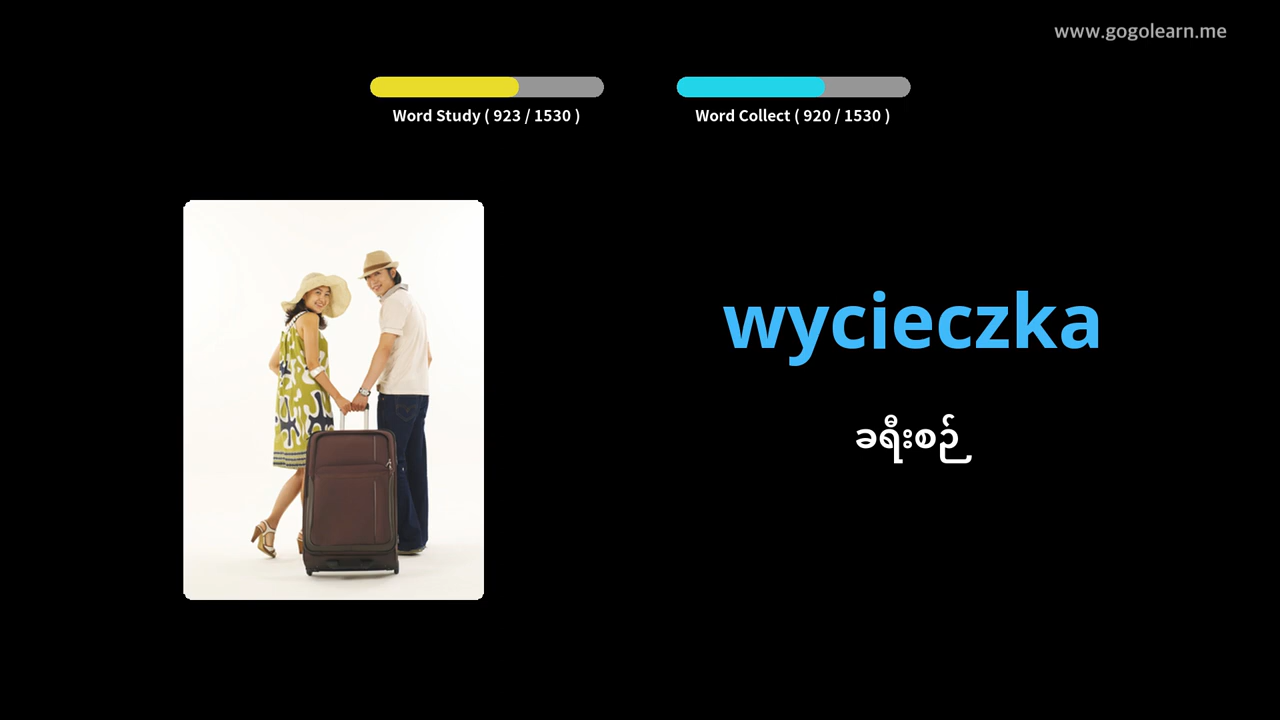 www.gogolearn.me
Word Study ( 923 / 1530 )
Word Collect ( 920 / 1530 )
wycieczka
ခရီးစဉ်